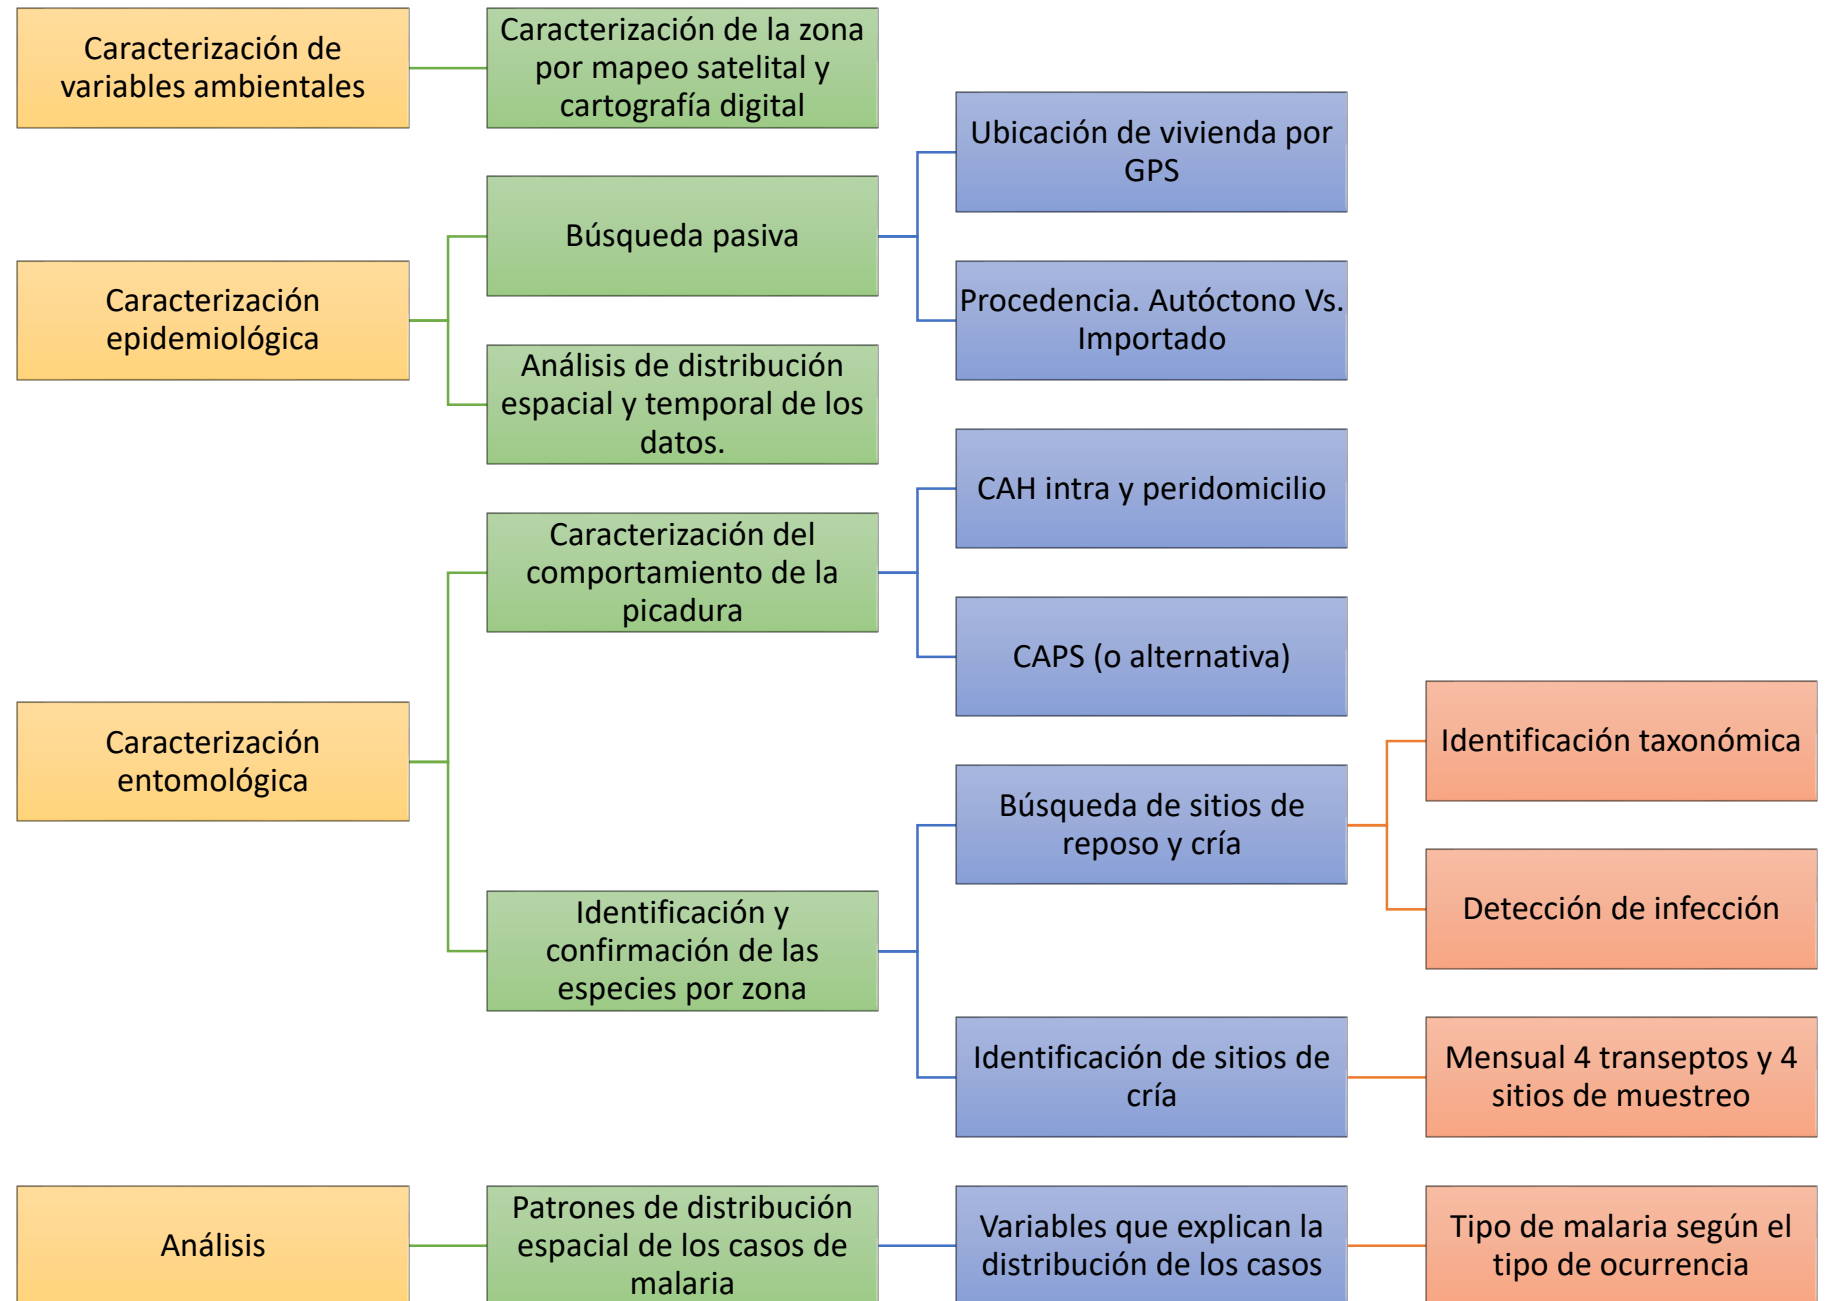 Caracterización de
variables ambientales
Caracterización de la zona
por mapeo satelital y
cartografía digital
Caracterización
epidemiológica
Búsqueda pasiva
Ubicación de vivienda por
GPS
Procedencia. Autóctono Vs.
Importado
Análisis de distribución
espacial y temporal de los
datos.
Caracterización
entomológica
Caracterización del
comportamiento de la
picadura
CAH intra y peridomicilio
CAPS (o alternativa)
Identificación y
confirmación de las
especies por zona
Búsqueda de sitios de
reposo y cría
Identificación taxonómica
Detección de infección
Identificación de sitios de
cría
Mensual 4 transeptos y 4
sitios de muestreo
Análisis
Patrones de distribución
espacial de los casos de
malaria
Variables que explican la
distribución de los casos
Tipo de malaria según el
tipo de ocurrencia